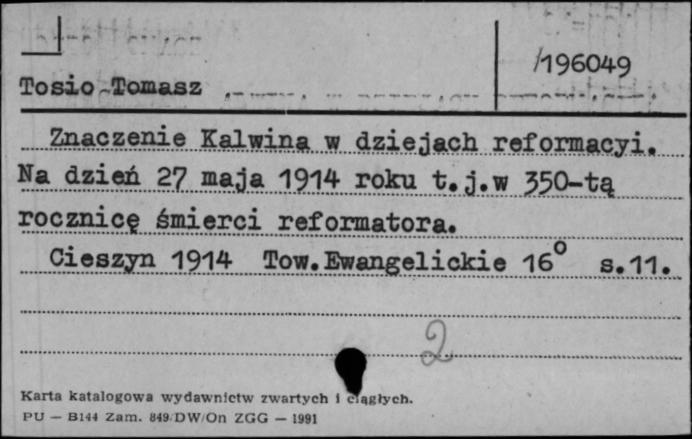 /196049
Tosio Tomasz
Znaczenie Kalwina w dziejach reformacyi.
Na dzień 27 maja 1914 roku t.j.w 350-tą
rocznicę śmierci reformatora.
Cieszyn 1914 Tow.Ewangelickie 16° s.11.
2
Karta katalogowa wydawnictw zwartych i ciągłych.
PU — B144 Zam. 849/DW/On ZGG — 1991